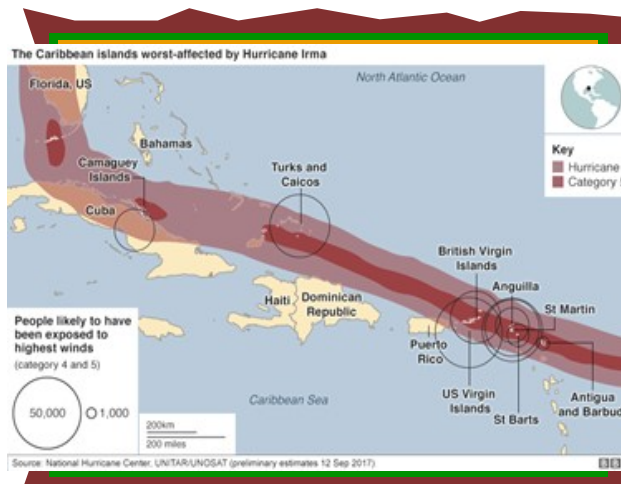 The Caribbean islands worst-affected by Hurricane Irma
North Atlantic Ocean
Florida, US
Bahamas
Key
Hurricane
Category
Camaguey
Islands
Turks and
Caicos
Cuba
British Virgin
Islands
Anguilla
St Martin
Haiti
Dominican
Republic
Puerto
Rico
US Virgin
Islands
St Barts
Antigua
and Barbud
People likely to have
been exposed to
highest winds
(category 4 and 5)
50,000
1,000
Caribbean Sea
200km
200 miles
Source: National Hurricane Center, UNITAR/UNOSAT (preliminary estimates 12 Sep 2017)
BB